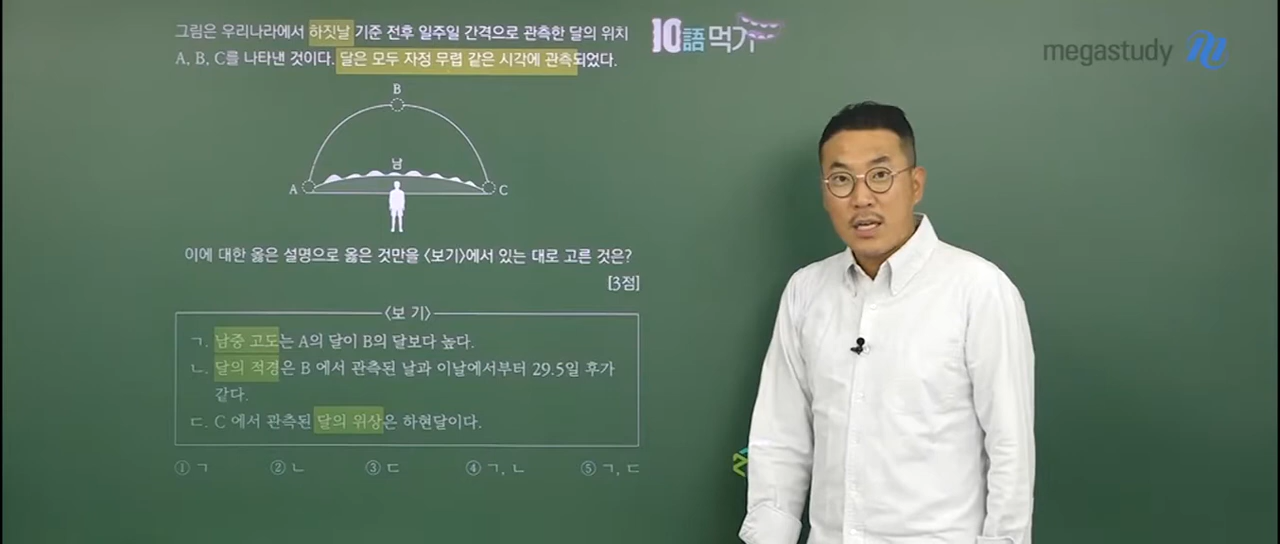 그림은 우리나라에서 하짓날 기준 전후 일주일 간격으로 관측한 달의 위치
A, B, C를 나타낸 것이다. 달은 모두 자정 무렵 같은 시각에 관측되었다.
10語먹기
megastudy
B
남
A
C
이에 대한 옳은 설명으로 옳은 것만을 <보기>에서 있는 대로 고른 것은?
[3점]
<보 기>
ㄱ. 남중 고도는 A의 달이 B의 달보다 높다.
ㄴ. 달의 적경은 B 에서 관측된 날과 이날에서부터 29.5일 후가
같다.
ㄷ. C 에서 관측된 달의 위상은 하현달이다.
① ㄱ ② ㄴ ③ ㄷ ④ ㄱ, ㄴ ⑤ ㄱ, ㄷ